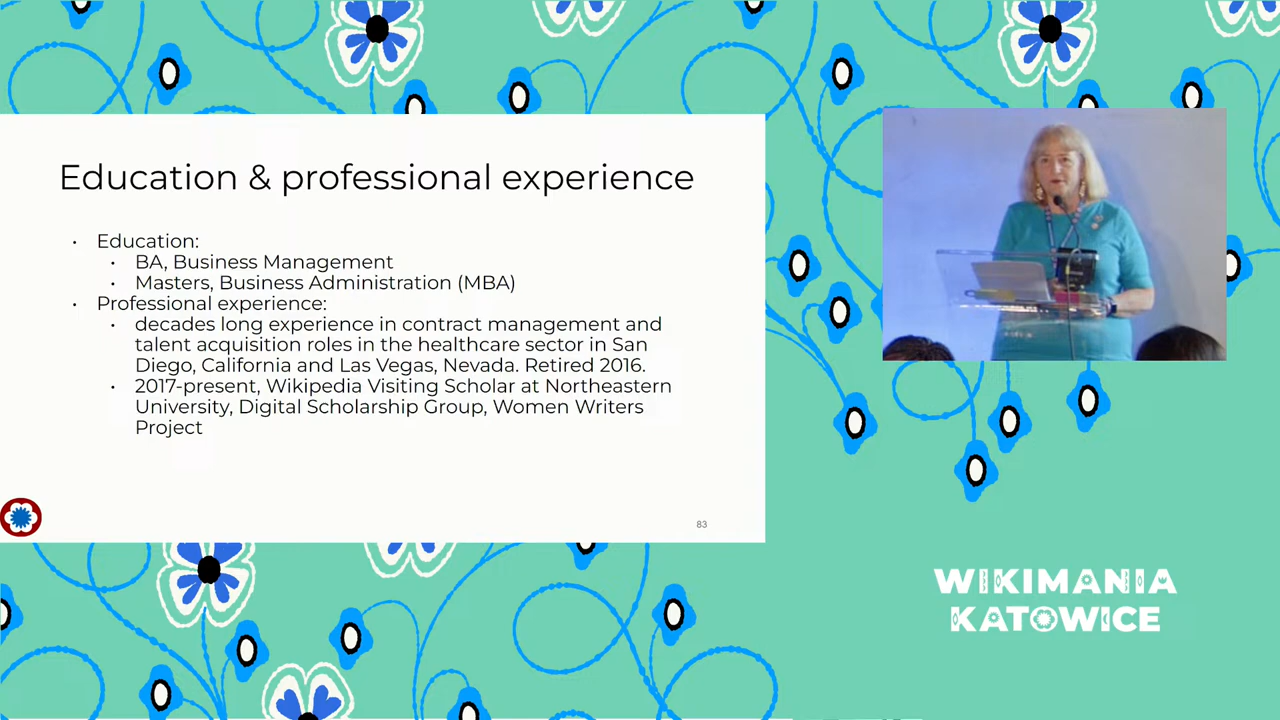 Education & professional experience
• Education:
• BA, Business Management
• Masters, Business Administration (MBA)
• Professional experience:
• decades long experience in contract management and
talent acquisition roles in the healthcare sector in San
Diego, California and Las Vegas, Nevada. Retired 2016.
• 2017-present, Wikipedia Visiting Scholar at Northeastern
University, Digital Scholarship Group, Women Writers
Project
83
WIKIMANIA
KATOWICE